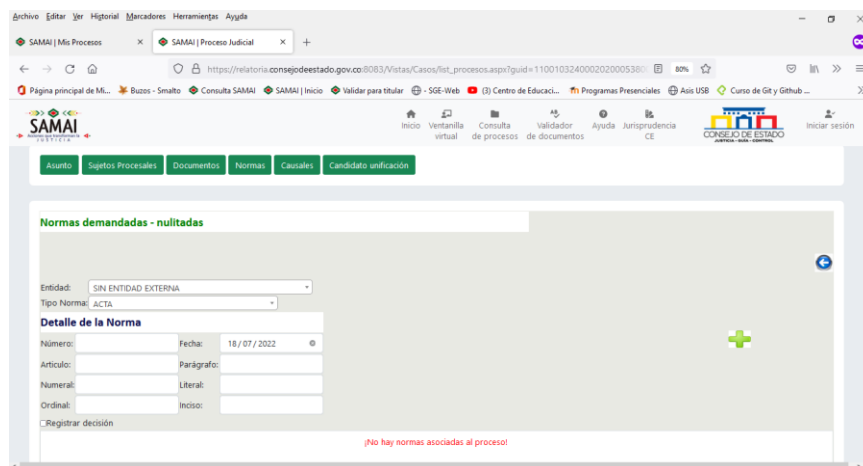 Archivo Editar Ver Historial Marcadores Herramientas Ayuda
SAMAI | Mis Procesos × SAMAI | Proceso Judicial × +
https://relatoria.consejodeestado.gov.co:8083/Vistas/Casos/list_procesos.aspx?guid=11001032400020200053800 80%
Página principal de Mi... Buzos - Smalto Consulta SAMAI SAMAI | Inicio Validar para titular - SGE-Web (3) Centro de Educaci... Programas Presenciales Asis USB Curso de Git y Github ...
SAMAI
JUSTICIA
Inicio Ventanilla virtual Consulta de procesos Validador de documentos Ayuda Jurisprudencia CE
CONSEJO DE ESTADO
JUSTICIA - GUÍA - CONTROL
Iniciar sesión
Asunto Sujetos Procesales Documentos Normas Causales Candidato unificación
Normas demandadas - nulitadas
Entidad: SIN ENTIDAD EXTERNA
Tipo Norma: ACTA
Detalle de la Norma
Número: Fecha: 18/07/2022
Articulo: Parágrafo:
Numeral: Literal:
Ordinal: Inciso:
Registrar decisión
¡No hay normas asociadas al proceso!